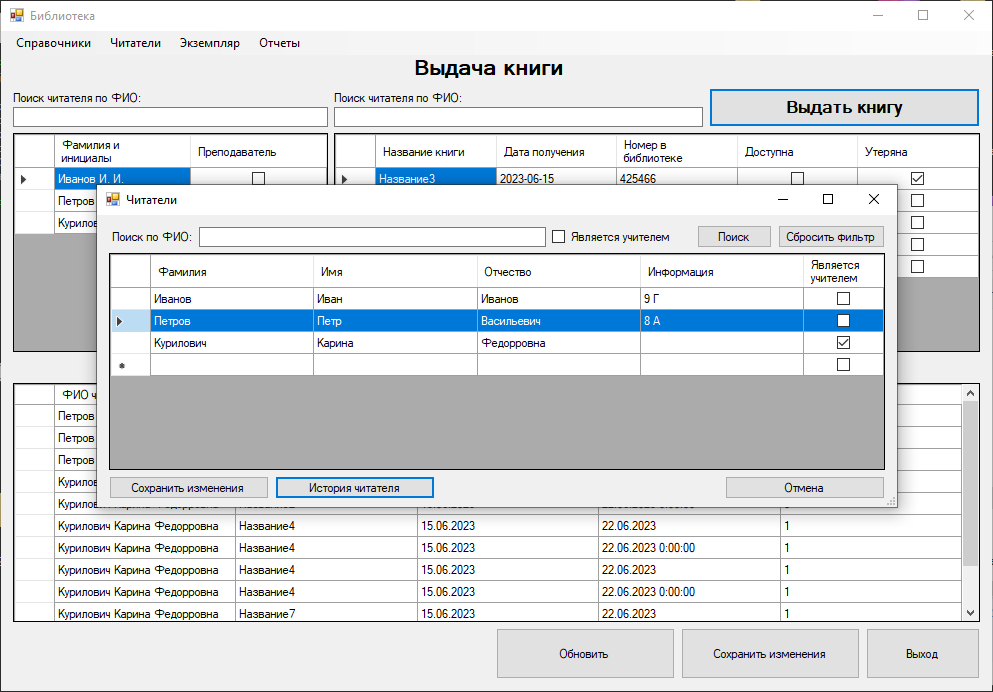 Библиотека
Справочники Читатели Экземпляр Отчеты
Выдача книги
Поиск читателя по ФИО: Поиск читателя по ФИО:
Выдать книгу
Фамилия и инициалы Преподаватель
Название книги Дата получения Номер в библиотеке Доступна Утеряна
Иванов И. И. Название3 2023-06-15 425466
Петров
Курилов
Читатели
Поиск по ФИО: Является учителем Поиск Сбросить фильтр
Фамилия Имя Отчество Информация Является учителем
Иванов Иван Иванов 9 Г
Петров Петр Васильевич 8 А
Курилович Карина Федорровна
Сохранить изменения История читателя Отмена
ФИО ч
Петров
Петров
Петров
Курилов
Курилович Карина Федорровна Название4 15.06.2023 22.06.2023 1
Курилович Карина Федорровна Название4 15.06.2023 22.06.2023 0:00:00 1
Курилович Карина Федорровна Название4 15.06.2023 22.06.2023 1
Курилович Карина Федорровна Название4 15.06.2023 22.06.2023 0:00:00 1
Курилович Карина Федорровна Название7 15.06.2023 22.06.2023 1
Обновить Сохранить изменения Выход